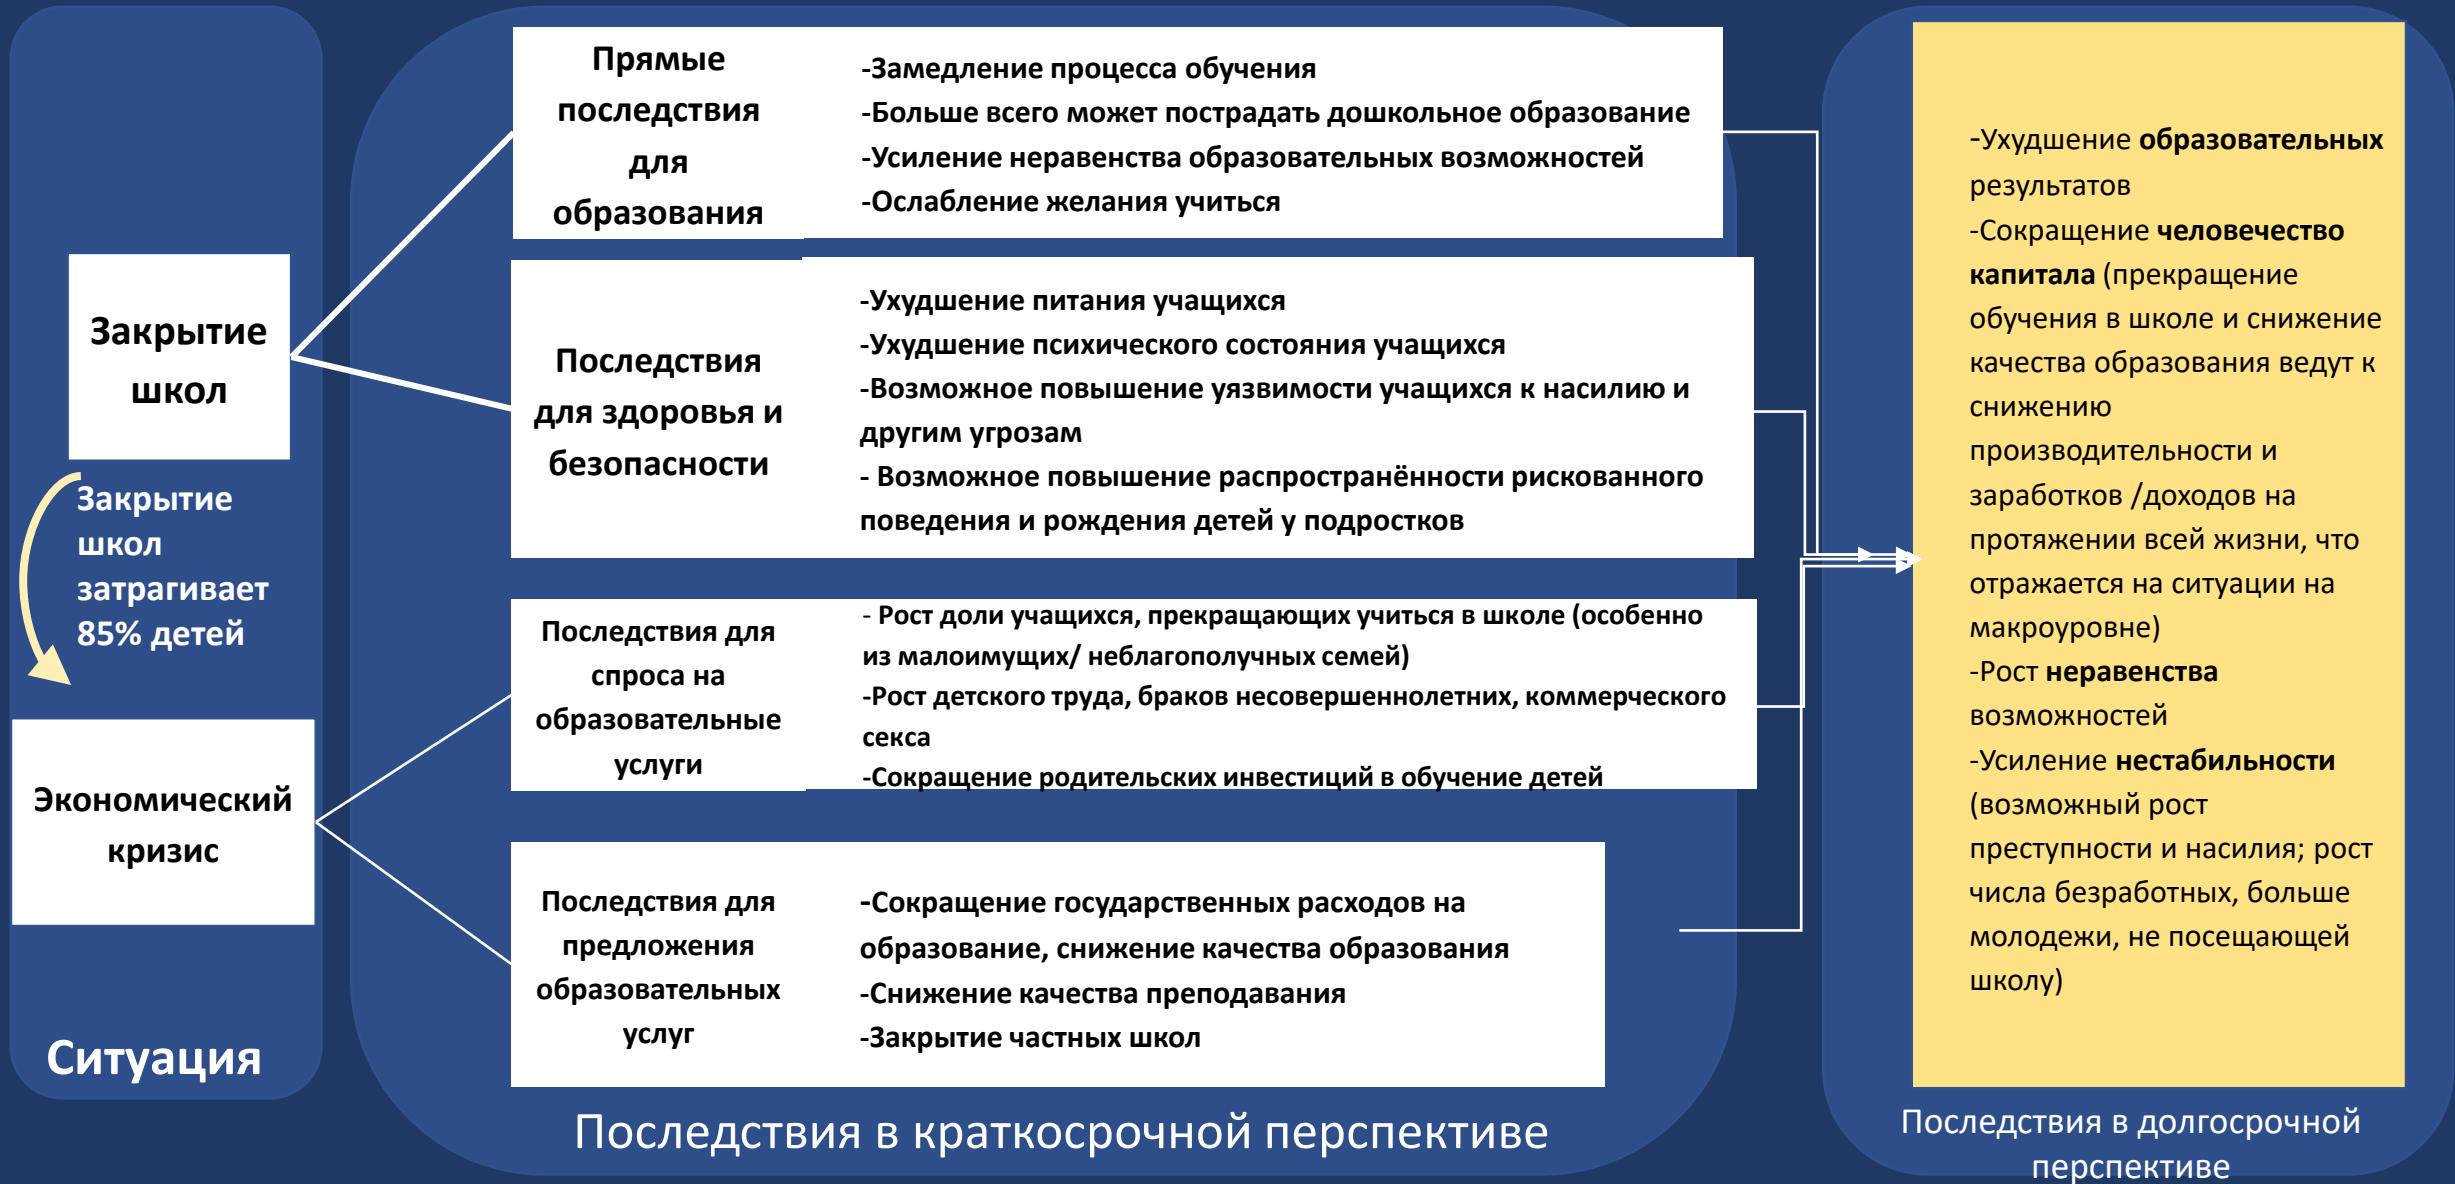 Закрытие
школ
Закрытие
школ
затрагивает
85% детей
Экономический
кризис
Ситуация
Прямые
последствия
для
образования
-Замедление процесса обучения
-Больше всего может пострадать дошкольное образование
-Усиление неравенства образовательных возможностей
-Ослабление желания учиться
Последствия
для здоровья и
безопасности
-Ухудшение питания учащихся
-Ухудшение психического состояния учащихся
-Возможное повышение уязвимости учащихся к насилию и
другим угрозам
- Возможное повышение распространённости рискованного
поведения и рождения детей у подростков
Последствия для
спроса на
образовательные
услуги
- Рост доли учащихся, прекращающих учиться в школе (особенно
из малоимущих/ неблагополучных семей)
-Рост детского труда, браков несовершеннолетних, коммерческого
секса
-Сокращение родительских инвестиций в обучение детей
Последствия для
предложения
образовательных
услуг
-Сокращение государственных расходов на
образование, снижение качества образования
-Снижение качества преподавания
-Закрытие частных школ
Последствия в краткосрочной перспективе
-Ухудшение образовательных
результатов
-Сокращение человечество
капитала (прекращение
обучения в школе и снижение
качества образования ведут к
снижению
производительности и
заработков /доходов на
протяжении всей жизни, что
отражается на ситуации на
макроуровне)
-Рост неравенства
возможностей
-Усиление нестабильности
(возможный рост
преступности и насилия; рост
числа безработных, больше
молодежи, не посещающей
школу)
Последствия в долгосрочной
перспективе